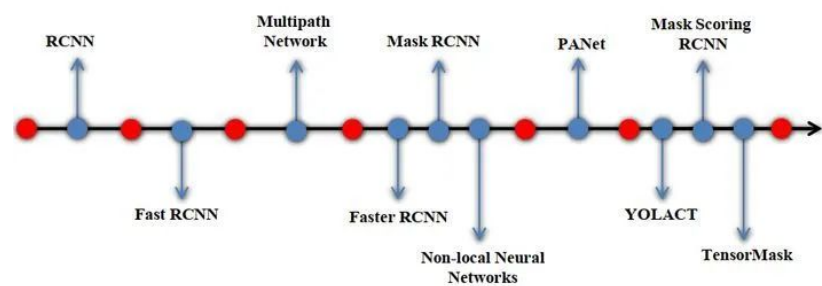 RCNN
Multipath
Network
Mask RCNN
PANet
Mask Scoring
RCNN
Fast RCNN
Faster RCNN
Non-local Neural
Networks
YOLACT
TensorMask